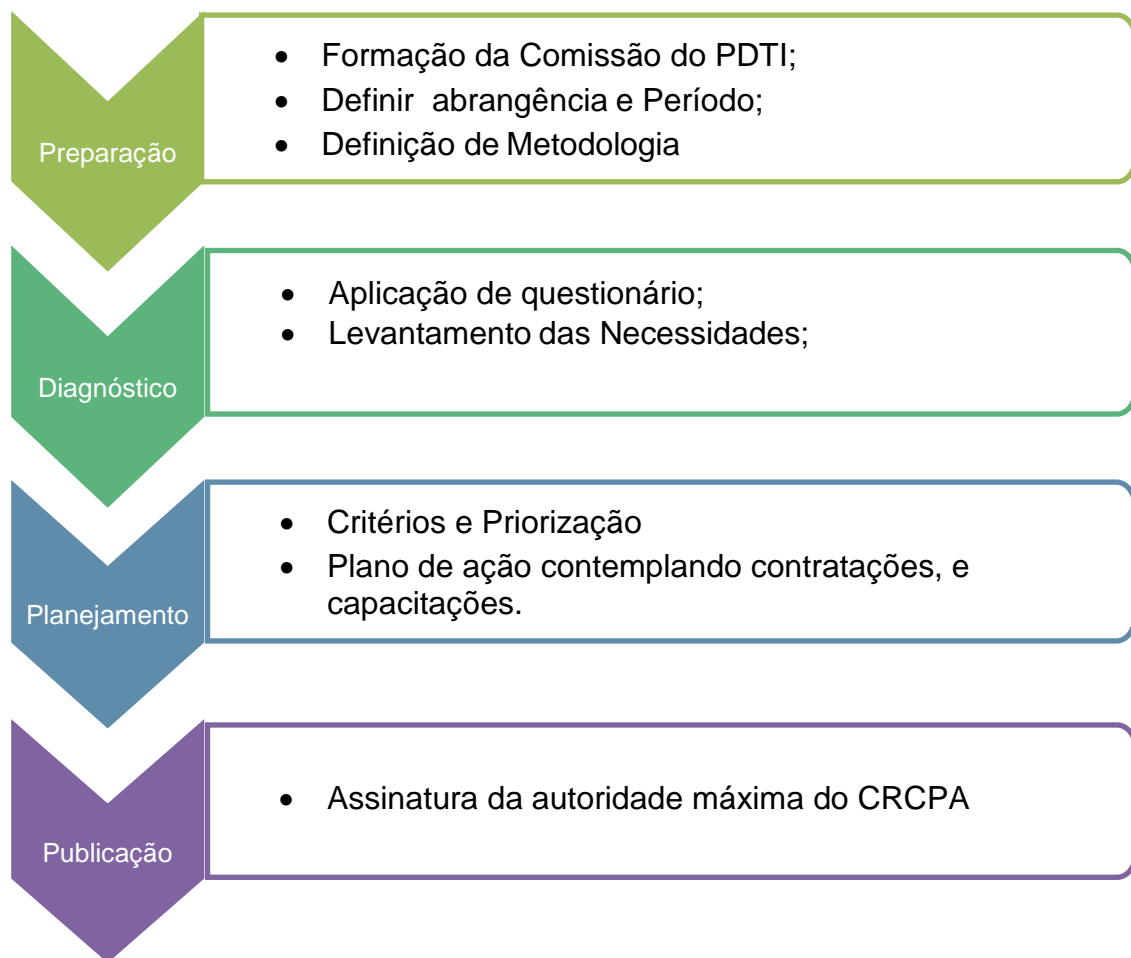 Preparação
• Formação da Comissão do PDTI;
• Definir abrangência e Período;
• Definição de Metodologia
Diagnóstico
• Aplicação de questionário;
• Levantamento das Necessidades;
Planejamento
• Critérios e Priorização
• Plano de ação contemplando contratações, e
capacitações.
Publicação
• Assinatura da autoridade máxima do CRCPA